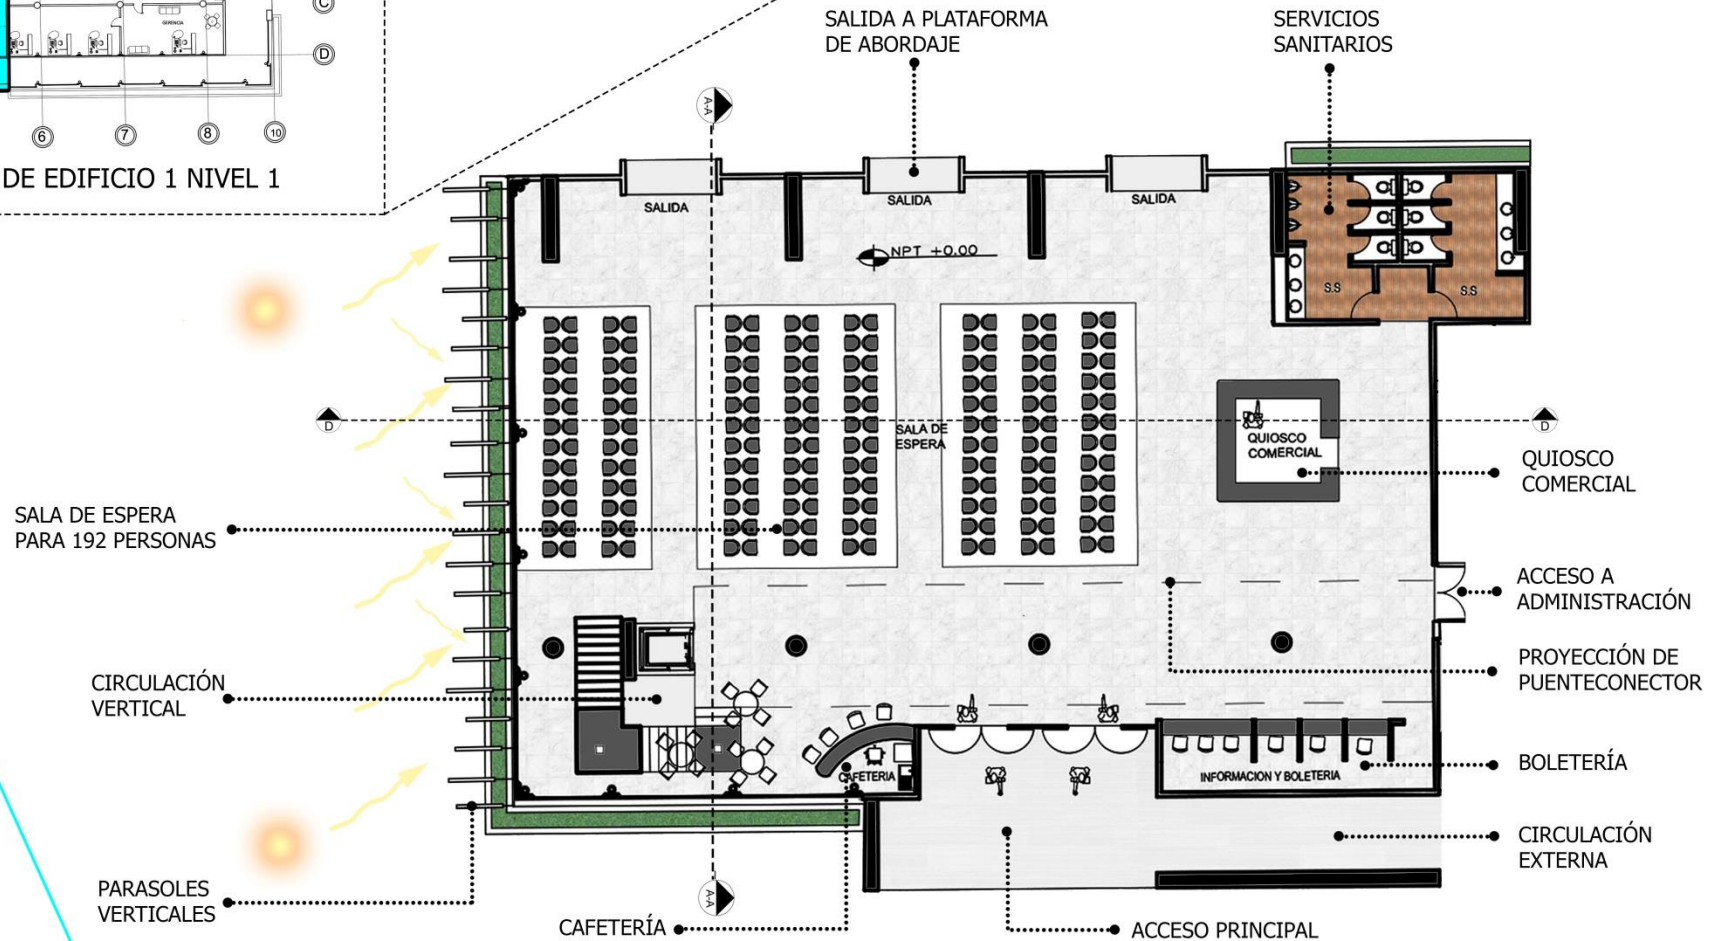 GERENCIA
C
D
6
7
8
10
DE EDIFICIO 1 NIVEL 1
SALIDA A PLATAFORMA
DE ABORDAJE
SERVICIOS
SANITARIOS
A-A
SALIDA
SALIDA
SALIDA
NPT +0.00
S.S
S.S
D
SALA DE
ESPERA
QUIOSCO
COMERCIAL
D
QUIOSCO
COMERCIAL
SALA DE ESPERA
PARA 192 PERSONAS
ACCESO A
ADMINISTRACIÓN
CIRCULACIÓN
VERTICAL
PROYECCIÓN DE
PUENTECONECTOR
CAFETERIA
INFORMACION Y BOLETERIA
BOLETERÍA
CIRCULACIÓN
EXTERNA
PARASOLES
VERTICALES
A-A
CAFETERÍA
ACCESO PRINCIPAL